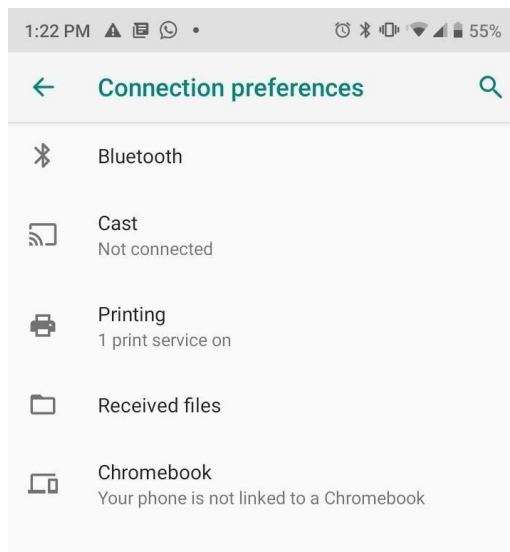 1:22 PM 55%
Connection preferences
Bluetooth
Cast
Not connected
Printing
1 print service on
Received files
Chromebook
Your phone is not linked to a Chromebook